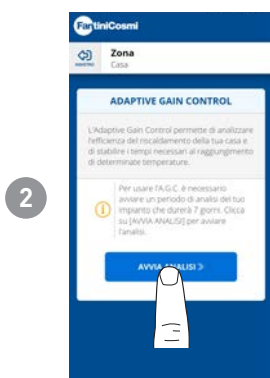 FantiniCosmi
INDIETRO
Zona
Casa
ADAPTIVE GAIN CONTROL
L'Adaptive Gain Control permette di analizzare
l'efficienza del riscaldamento della tua casa e
di stabilire i tempi necessari al raggiungimento
di determinate temperature.
2
Per usare l'A.G.C. è necessario
avviare un periodo di analisi del tuo
impianto che durerà 7 giorni. Clicca
su [AVVIA ANALISI] per avviare
l'analisi.
AVVIA ANALISI >